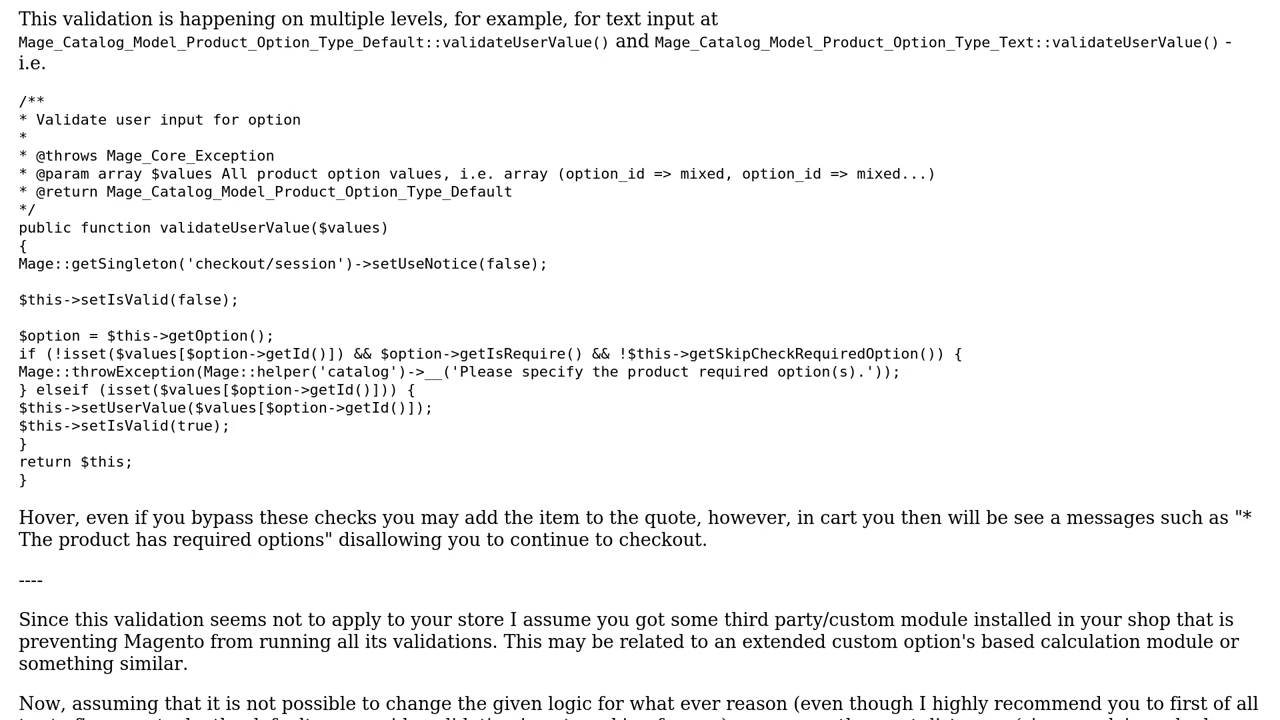 This validation is happening on multiple levels, for example, for text input at
Mage_Catalog_Model_Product_Option_Type_Default::validateUserValue() and Mage_Catalog_Model_Product_Option_Type_Text::validateUserValue() -
i.e.
/**
* Validate user input for option
*
* @throws Mage_Core_Exception
* @param array $values All product option values, i.e. array (option_id => mixed, option_id => mixed...)
* @return Mage_Catalog_Model_Product_Option_Type_Default
*/
public function validateUserValue($values)
{
Mage::getSingleton('checkout/session')->setUseNotice(false);
$this->setIsValid(false);
$option = $this->getOption();
if (!isset($values[$option->getId()]) && $option->getIsRequire() && !$this->getSkipCheckRequiredOption()) {
Mage::throwException(Mage::helper('catalog')->__('Please specify the product required option(s).'));
} elseif (isset($values[$option->getId()])) {
$this->setUserValue($values[$option->getId()]);
$this->setIsValid(true);
}
return $this;
}
Hover, even if you bypass these checks you may add the item to the quote, however, in cart you then will be see a messages such as "*
The product has required options" disallowing you to continue to checkout.
----
Since this validation seems not to apply to your store I assume you got some third party/custom module installed in your shop that is
preventing Magento from running all its validations. This may be related to an extended custom option's based calculation module or
something similar.
Now, assuming that it is not possible to change the given logic for what ever reason (even though I highly recommend you to first of all